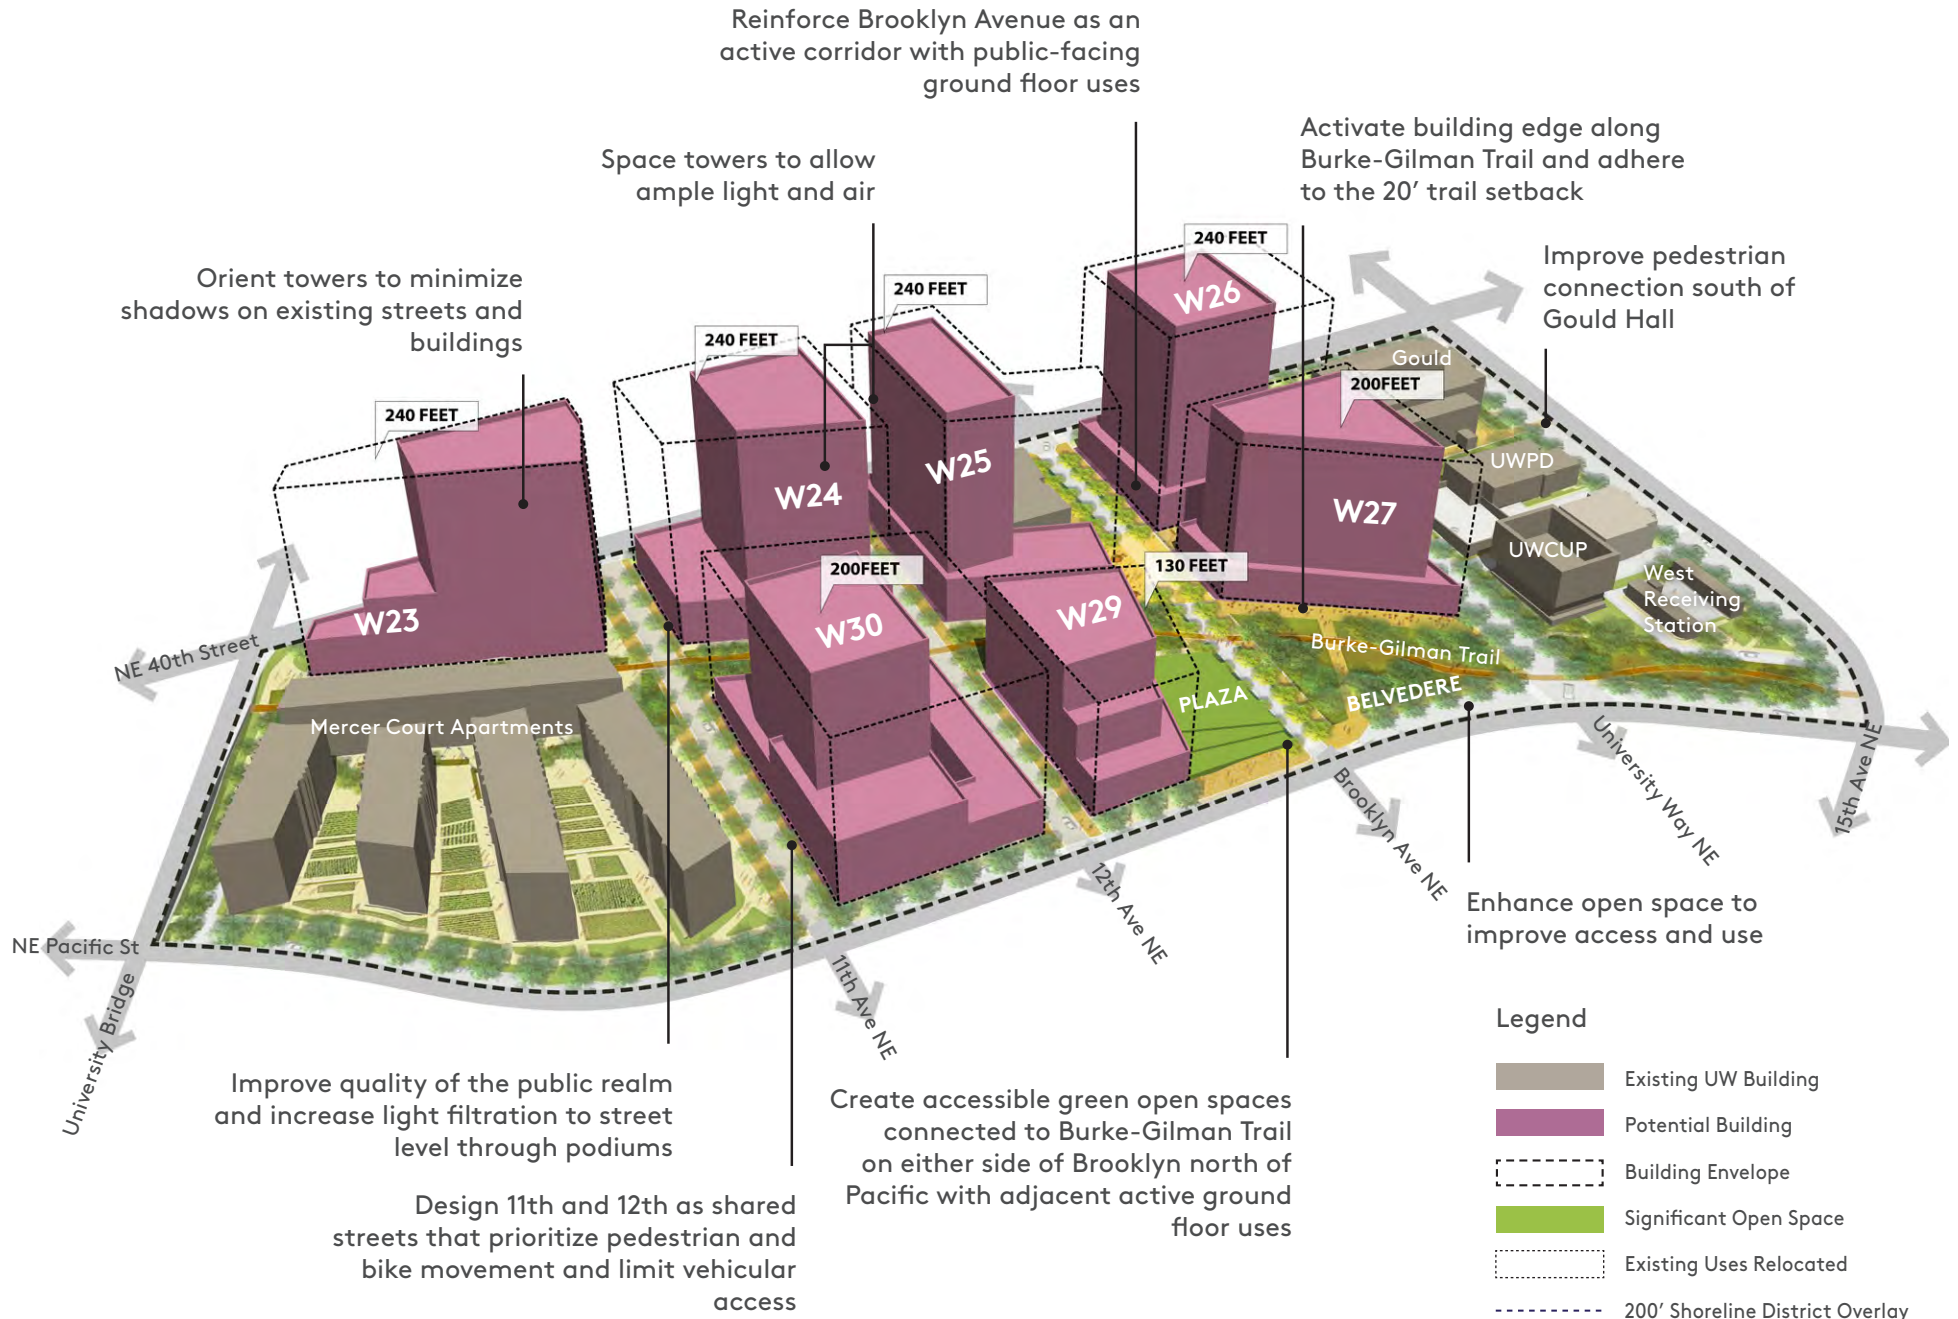 Reinforce Brooklyn Avenue as an
active corridor with public-facing
ground floor uses
Activate building edge along
Burke-Gilman Trail and adhere
to the 20' trail setback
Space towers to allow
ample light and air
Improve pedestrian
connection south of
Gould Hall
Orient towers to minimize
shadows on existing streets and
buildings
240 FEET
240 FEET
240 FEET
240 FEET
200FEET
200FEET
130 FEET
W26
W25
W24
W27
W23
W30
W29
Gould
UWPD
UWCUP
West
Receiving
Station
Burke-Gilman Trail
BELVEDERE
PLAZA
Mercer Court Apartments
NE 40th Street
NE Pacific St
University Bridge
11th Ave NE
12th Ave NE
Brooklyn Ave NE
University Way NE
15th Ave NE
Enhance open space to
improve access and use
Improve quality of the public realm
and increase light filtration to street
level through podiums
Design 11th and 12th as shared
streets that prioritize pedestrian and
bike movement and limit vehicular
access
Create accessible green open spaces
connected to Burke-Gilman Trail
on either side of Brooklyn north of
Pacific with adjacent active ground
floor uses
Legend
Existing UW Building
Potential Building
Building Envelope
Significant Open Space
Existing Uses Relocated
200' Shoreline District Overlay